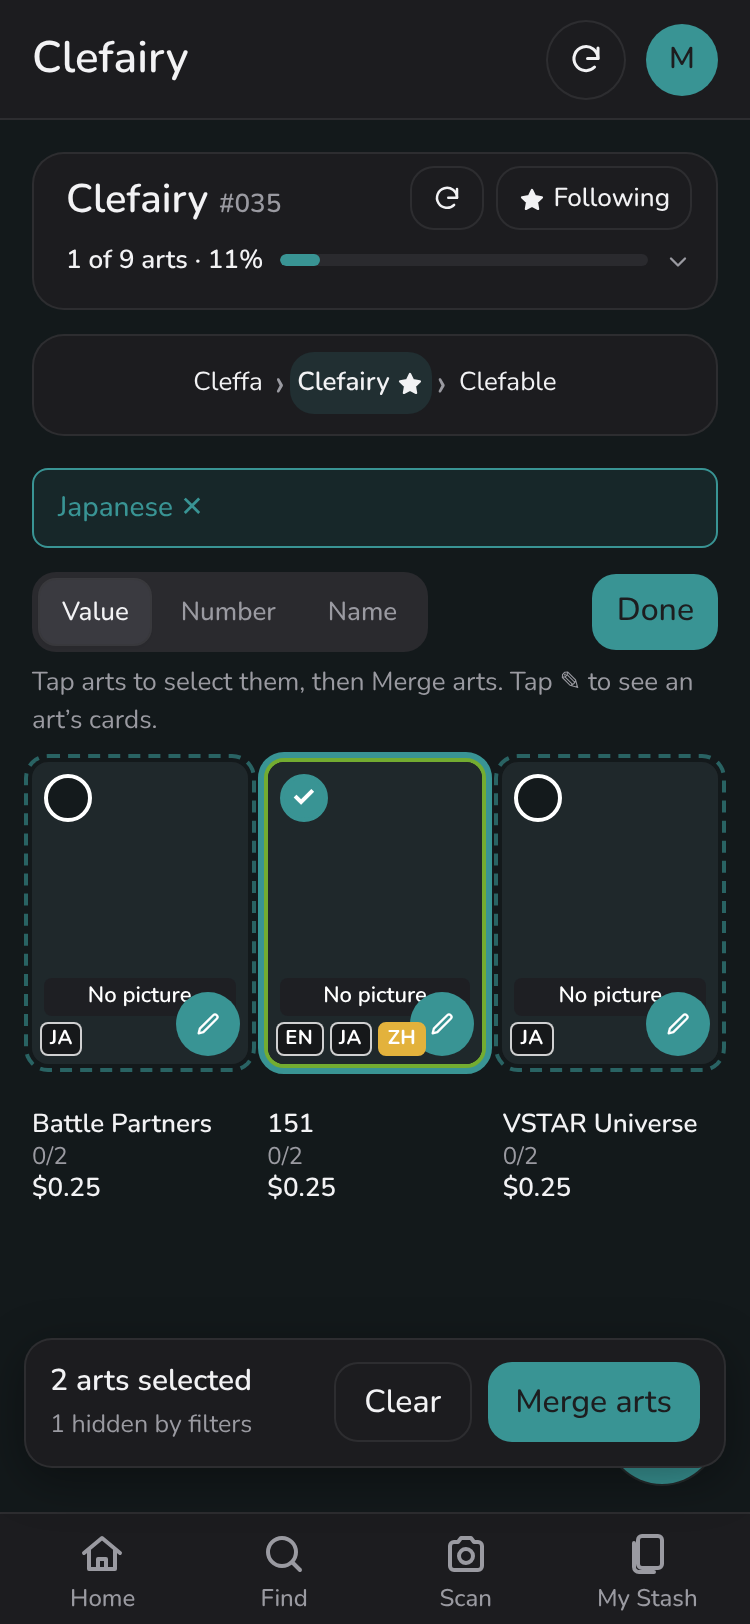 Clefairy
M
Clefairy #035
Following
1 of 9 arts · 11%
Cleffa › Clefairy ★ › Clefable
Japanese ✕
Value Number Name
Done
Tap arts to select them, then Merge arts. Tap ✎ to see an
art’s cards.
No picture No picture No picture
JA EN JA ZH JA
Battle Partners 151 VSTAR Universe
0/2 0/2 0/2
$0.25 $0.25 $0.25
2 arts selected
1 hidden by filters
Clear
Merge arts
Home Find Scan My Stash